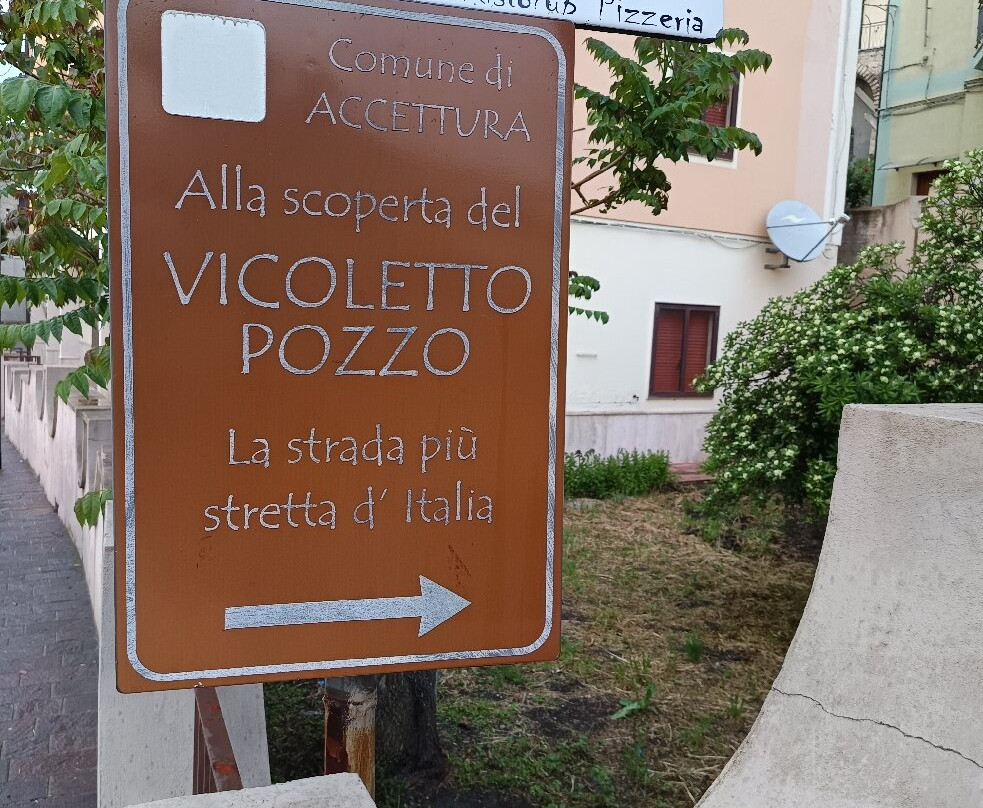 Pizzeria
Comune di
ACCETTURA
Alla scoperta del
VICOLETTO
POZZO
La strada più
stretta d' Italia